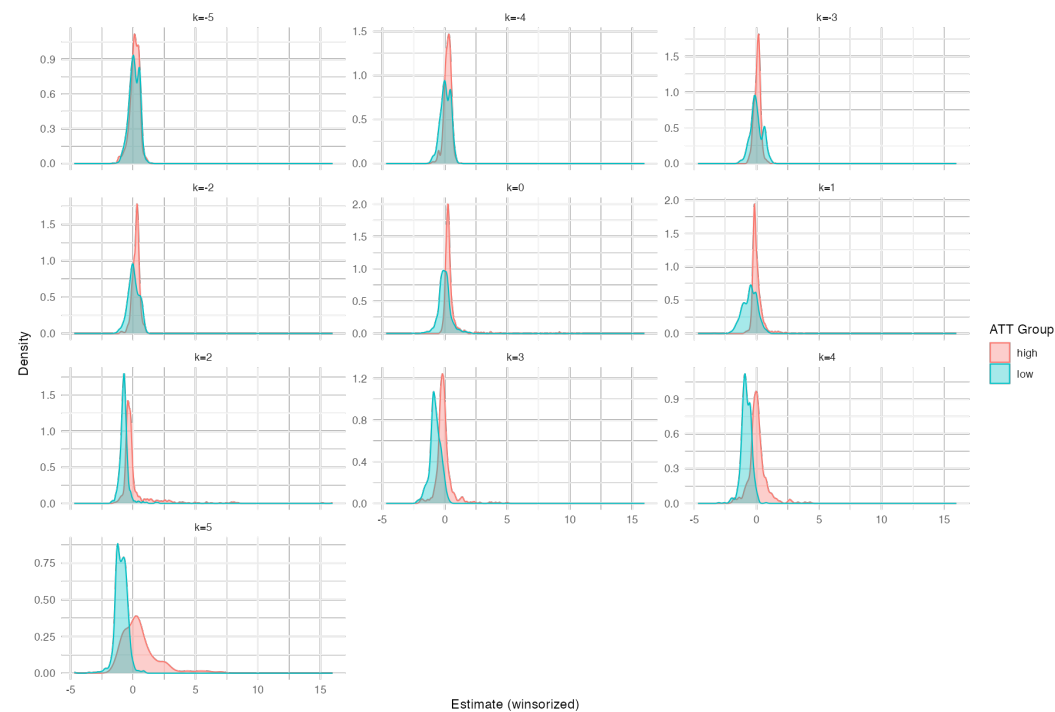 k=-5
k=-4
k=-3
0.9
0.6
0.3
0.0
1.5
1.0
0.5
0.0
1.5
1.0
0.5
0.0
k=-2
k=0
k=1
1.5
1.0
0.5
0.0
2.0
1.5
1.0
0.5
0.0
2.0
1.5
1.0
0.5
0.0
k=2
k=3
k=4
1.5
1.0
0.5
0.0
1.2
0.8
0.4
0.0
0.9
0.6
0.3
0.0
-5 0 5 10 15
-5 0 5 10 15
k=5
0.75
0.50
0.25
0.00
-5 0 5 10 15
Estimate (winsorized)
Density
ATT Group
high
low